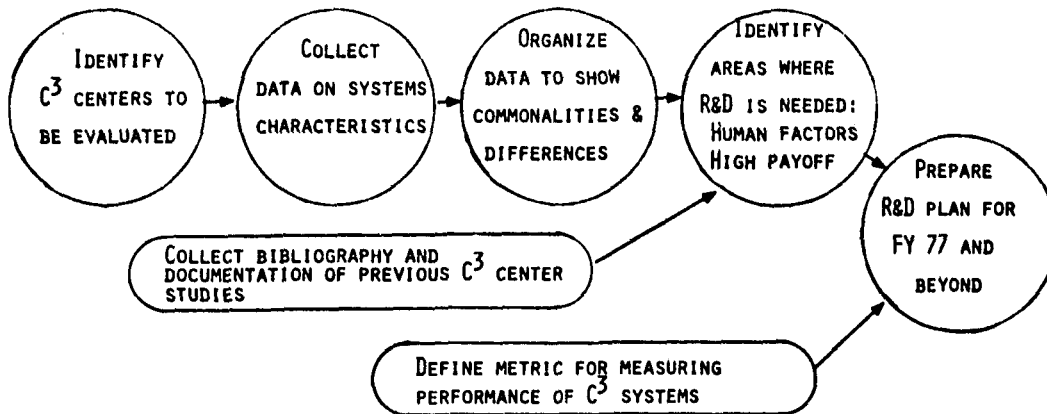 IDENTIFY
C³ CENTERS TO
BE EVALUATED
COLLECT
DATA ON SYSTEMS
CHARACTERISTICS
ORGANIZE
DATA TO SHOW
COMMONALITIES &
DIFFERENCES
IDENTIFY
AREAS WHERE
R&D IS NEEDED:
HUMAN FACTORS
HIGH PAYOFF
PREPARE
R&D PLAN FOR
FY 77 AND
BEYOND
COLLECT BIBLIOGRAPHY AND
DOCUMENTATION OF PREVIOUS C³ CENTER
STUDIES
DEFINE METRIC FOR MEASURING
PERFORMANCE OF C³ SYSTEMS